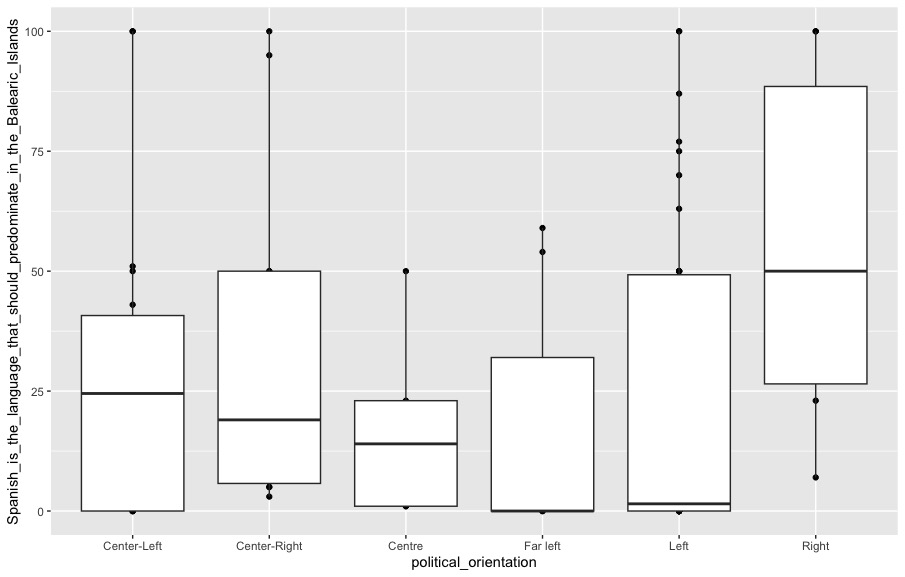 Spanish_is_the_language_that_should_predominate_in_the_Balearic_Islands
100
75
50
25
0
Center-Left
Center-Right
Centre
Far left
Left
Right
political_orientation